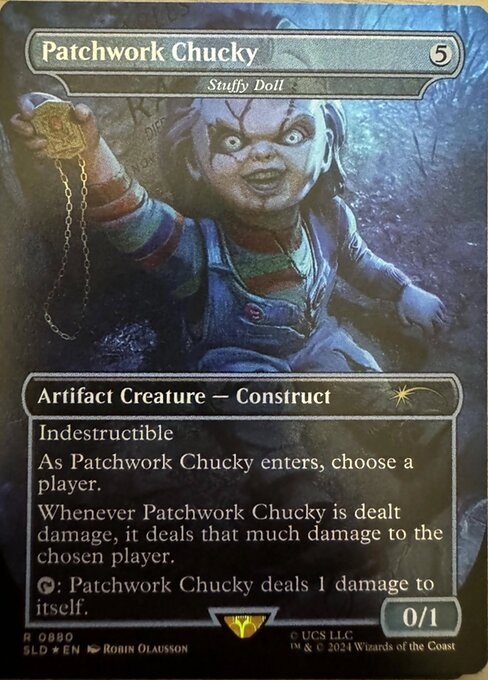 Patchwork Chucky 5
Stuffy Doll
Artifact Creature — Construct
Indestructible
As Patchwork Chucky enters, choose a
player.
Whenever Patchwork Chucky is dealt
damage, it deals that much damage to the
chosen player.
: Patchwork Chucky deals 1 damage to
itself.
0/1
R 0880
SLD ★ EN Robin Olausson
© UCS LLC
™ & © 2024 Wizards of the Coast